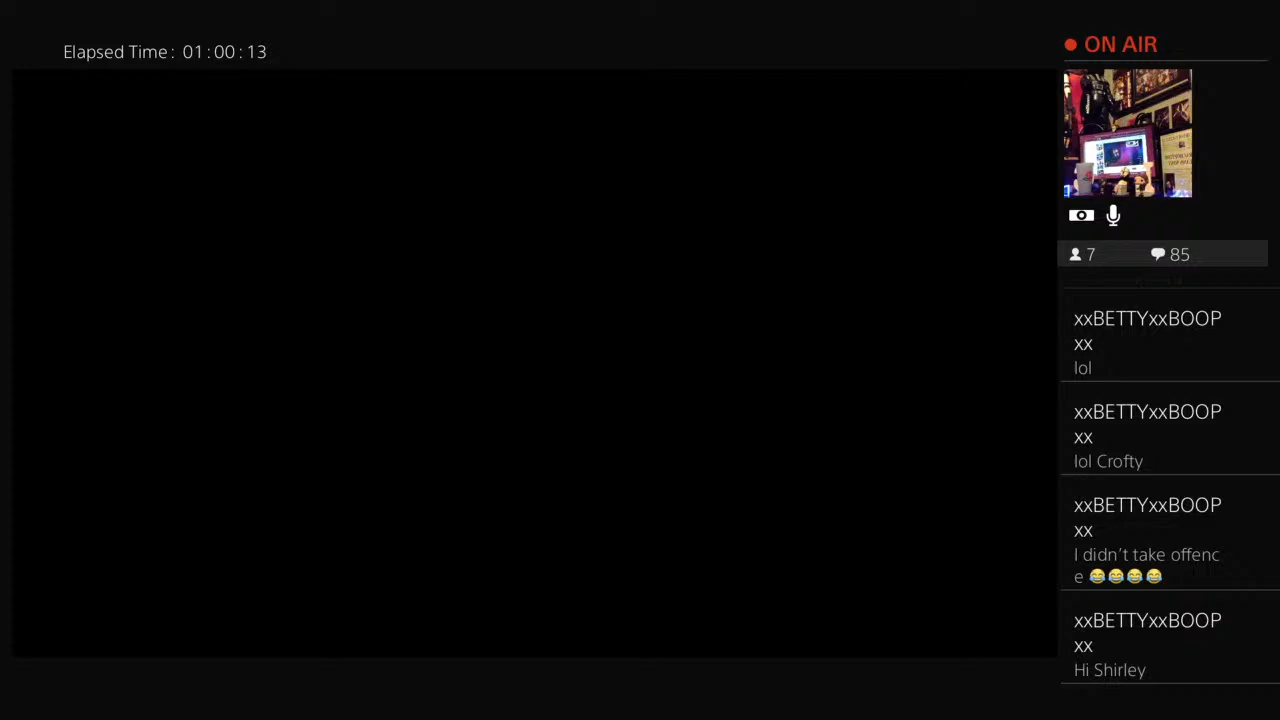 Elapsed Time: 01:00:13
ON AIR
7
85
xxBETTYxxBOOP
xx
lol
xxBETTYxxBOOP
xx
lol Crofty
xxBETTYxxBOOP
xx
I didn't take offenc
e 😂😂😂😂
xxBETTYxxBOOP
xx
Hi Shirley